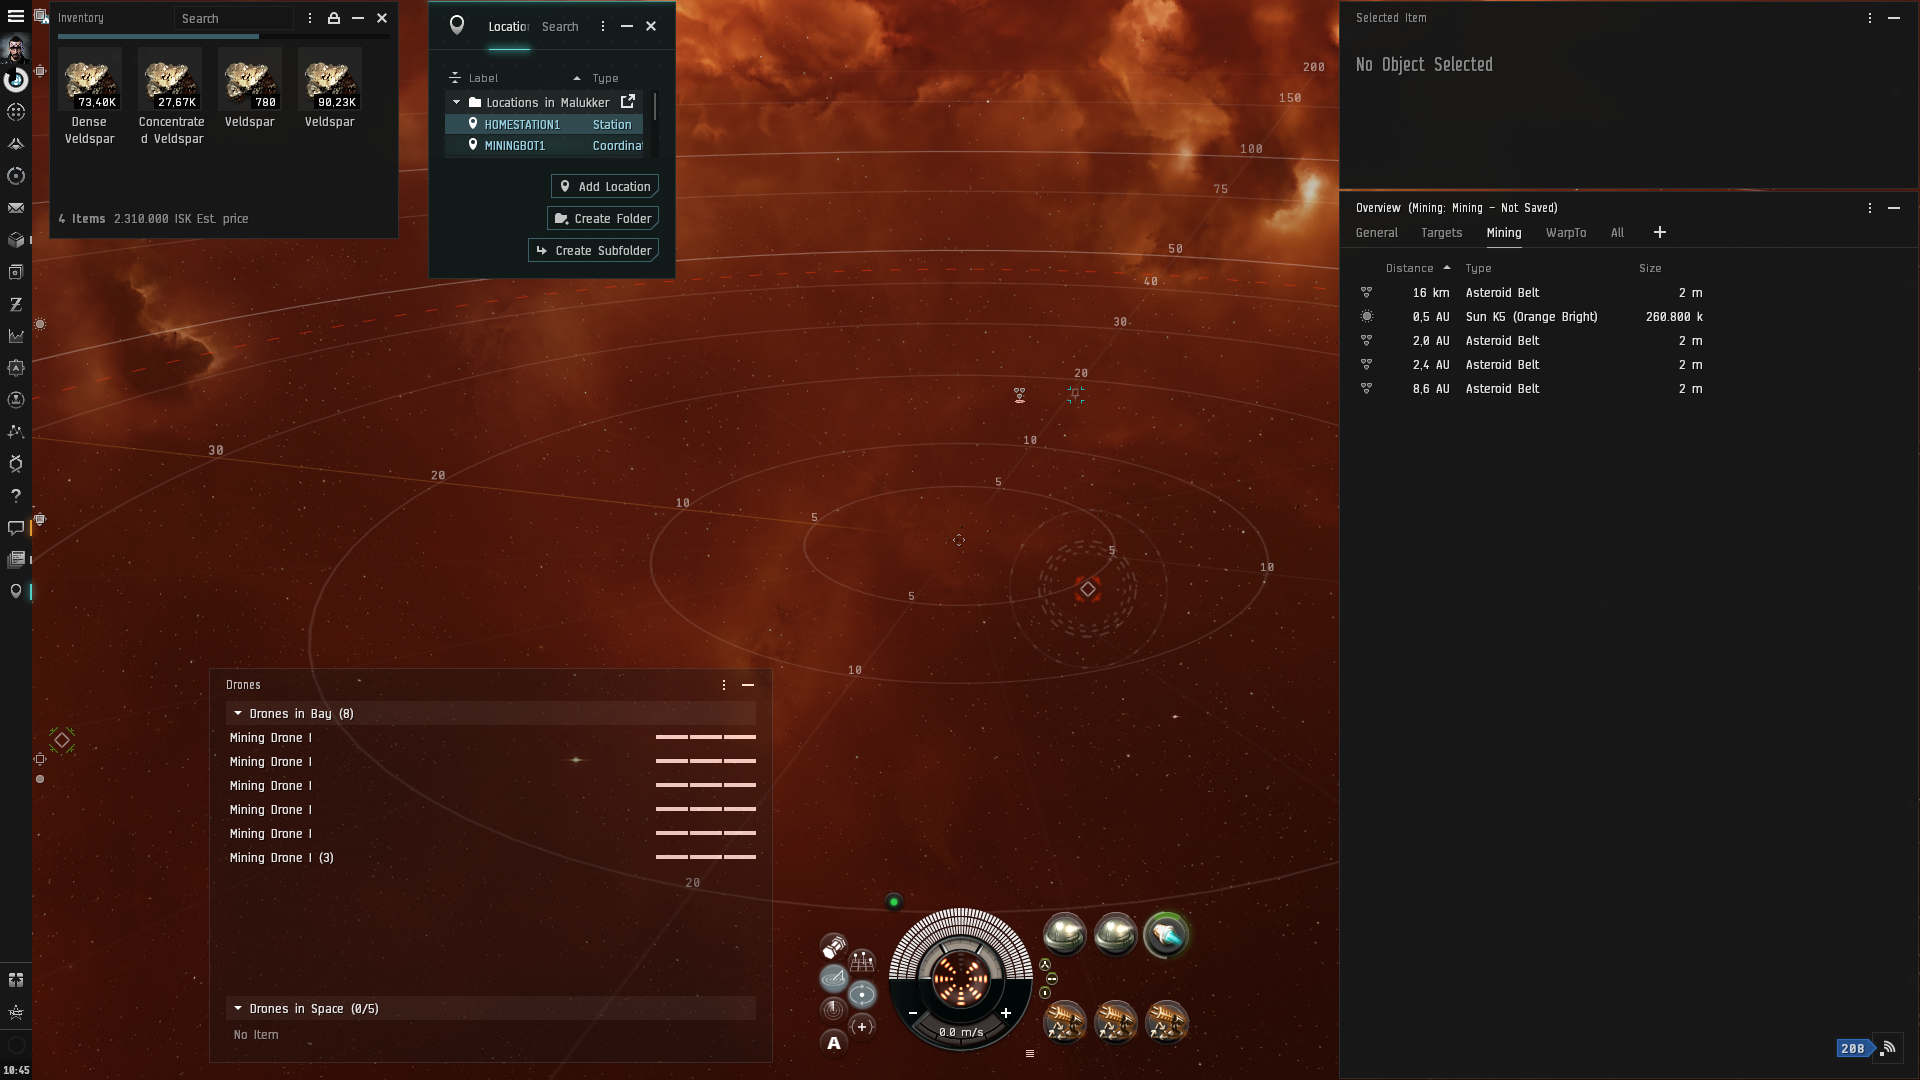 Inventory
Search
73,40K
27,67K
780
90,23K
Dense
Veldspar
Concentrate
d Veldspar
Veldspar
Veldspar
4 Items 2.310.000 ISK Est. price
Locatior
Search
Label
Type
Locations in Malukker
HOMESTATION1 Station
MININGBOT1 Coordinat
Add Location
Create Folder
Create Subfolder
Selected Item
No Object Selected
Overview (Mining: Mining - Not Saved)
General Targets Mining WarpTo All +
Distance Type Size
16 km Asteroid Belt 2 m
0,5 AU Sun K5 (Orange Bright) 260.800 k
2,0 AU Asteroid Belt 2 m
2,4 AU Asteroid Belt 2 m
8,6 AU Asteroid Belt 2 m
200
150
100
75
50
40
30
20
10
5
30
20
10
5
5
10
5
10
20
Drones
Drones in Bay (8)
Mining Drone I
Mining Drone I
Mining Drone I
Mining Drone I
Mining Drone I
Mining Drone I (3)
Drones in Space (0/5)
No Item
0.0 m/s
A
208
10:45